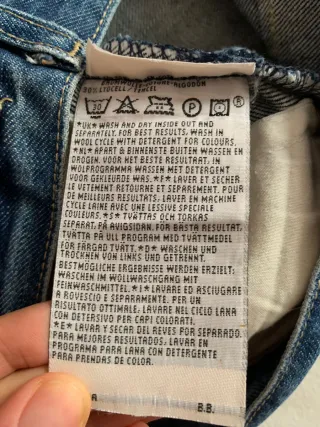 30 P
*UK* WASH AND DRY INSIDE OUT AND
SEPARATELY. FOR BEST RESULTS, WASH IN
WOOL CYCLE WITH DETERGENT FOR COLOURS.
*NL* APART & BINNENSTE BUITEN WASSEN EN
DROGEN. VOOR HET BESTE RESULTAAT, IN
WOLPROGRAMMA WASSEN MET DETERGENT
VOOR GEKLEURDE WAS. *F* LAVER ET SECHER
LE VETEMENT RETOURNE ET SEPAREMENT. POUR
DE MEILLEURS RESULTATS, LAVER EN MACHINE
CYCLE LAINE AVEC UNE LESSIVE SPECIALE
COULEURS. *S* TVÄTTAS OCH TORKAS
SEPARAT, PÅ AVIGSIDAN. FÖR BÄSTA RESULTAT,
TVÄTTA PÅ ULL PROGRAM MED TVÄTTMEDEL
FÖR FÄRGAD TVÄTT. *D* WASCHEN UND
TROCKNEN VON LINKS UND GETRENNT.
BESTMÖGLICHE ERGEBNISSE WERDEN ERZIELT:
WASCHEN IM WOLLWASCHGANG MIT
FEINWASCHMITTEL. *I* LAVARE ED ASCIUGARE
A ROVESCIO E SEPARAMENTE. PER UN
RISULTATO OTTIMALE, LAVARE NEL CICLO LANA
CON DETERSIVO PER CAPI COLORATI.
*E* LAVAR Y SECAR DEL REVES POR SEPARADO.
PARA MEJORES RESULTADOS, LAVAR EN
PROGRAMA PARA LANA CON DETERGENTE
PARA PRENDAS DE COLOR.
A B.B.